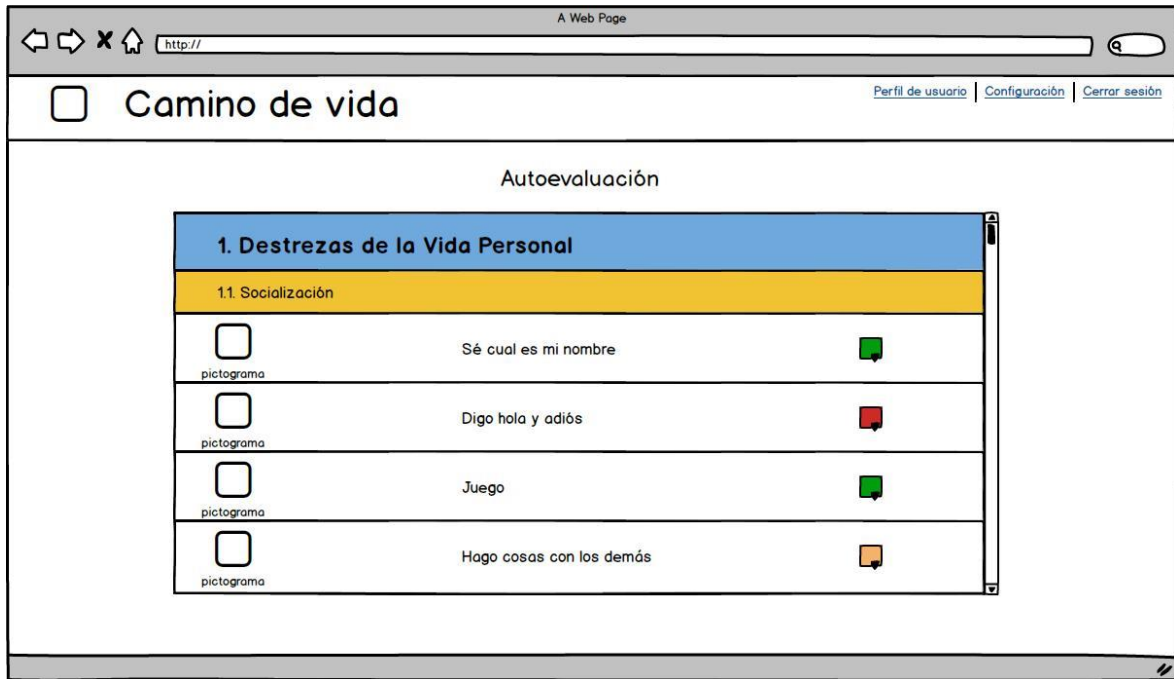 A Web Page
http://
Camino de vida
Perfil de usuario
Configuración
Cerrar sesión
Autoevaluación
1. Destrezas de la Vida Personal
1.1. Socialización
pictograma
Sé cual es mi nombre
pictograma
Digo hola y adiós
pictograma
Juego
pictograma
Hago cosas con los demás